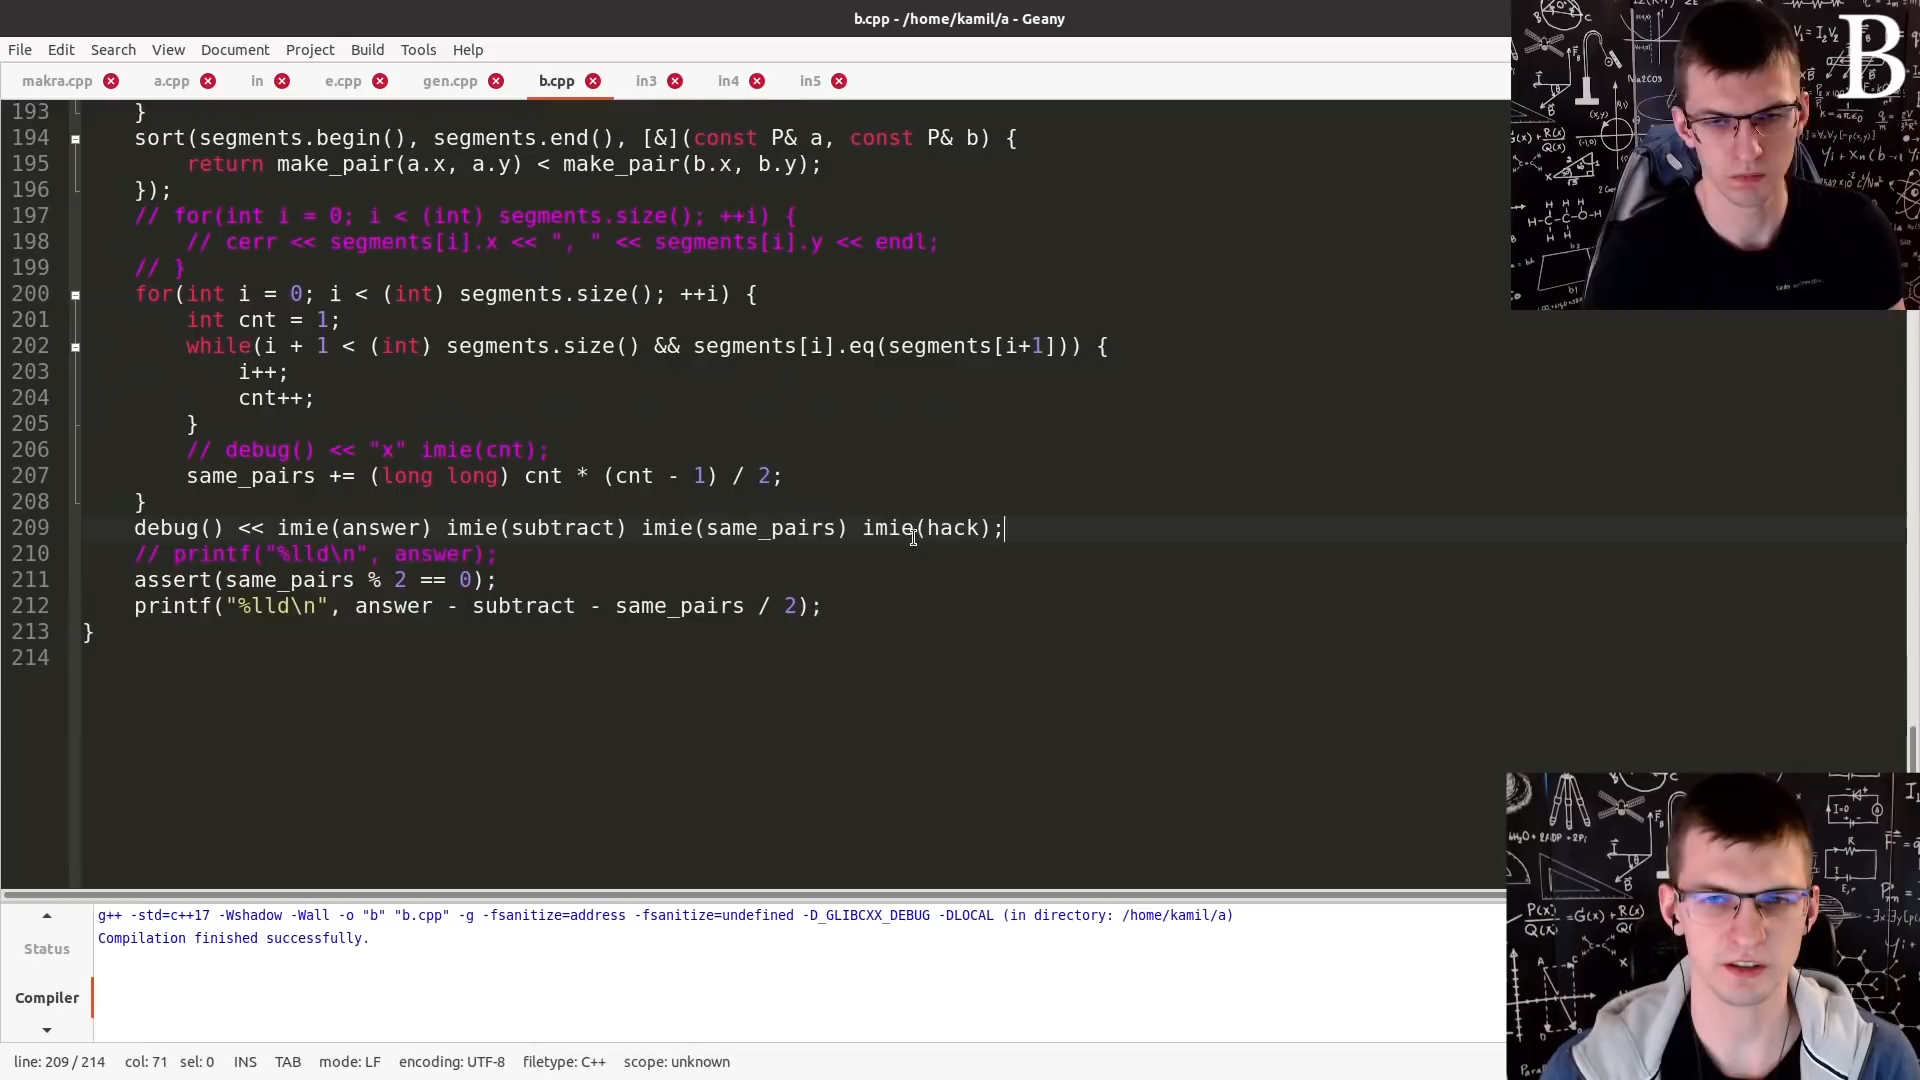 b.cpp - /home/kamil/a - Geany
File Edit Search View Document Project Build Tools Help
makra.cpp a.cpp in e.cpp gen.cpp b.cpp in3 in4 in5
193 }
194 sort(segments.begin(), segments.end(), [&](const P& a, const P& b) {
195 return make_pair(a.x, a.y) < make_pair(b.x, b.y);
196 });
197 // for(int i = 0; i < (int) segments.size(); ++i) {
198 // cerr << segments[i].x << ", " << segments[i].y << endl;
199 // }
200 for(int i = 0; i < (int) segments.size(); ++i) {
201 int cnt = 1;
202 while(i + 1 < (int) segments.size() && segments[i].eq(segments[i+1])) {
203 i++;
204 cnt++;
205 }
206 // debug() << "x" imie(cnt);
207 same_pairs += (long long) cnt * (cnt - 1) / 2;
208 }
209 debug() << imie(answer) imie(subtract) imie(same_pairs) imie(hack);
210 // printf("%lld\n", answer);
211 assert(same_pairs % 2 == 0);
212 printf("%lld\n", answer - subtract - same_pairs / 2);
213 }
214
B
Status
Compiler
g++ -std=c++17 -Wshadow -Wall -o "b" "b.cpp" -g -fsanitize=address -fsanitize=undefined -D_GLIBCXX_DEBUG -DLOCAL (in directory: /home/kamil/a)
Compilation finished successfully.
line: 209 / 214 col: 71 sel: 0 INS TAB mode: LF encoding: UTF-8 filetype: C++ scope: unknown